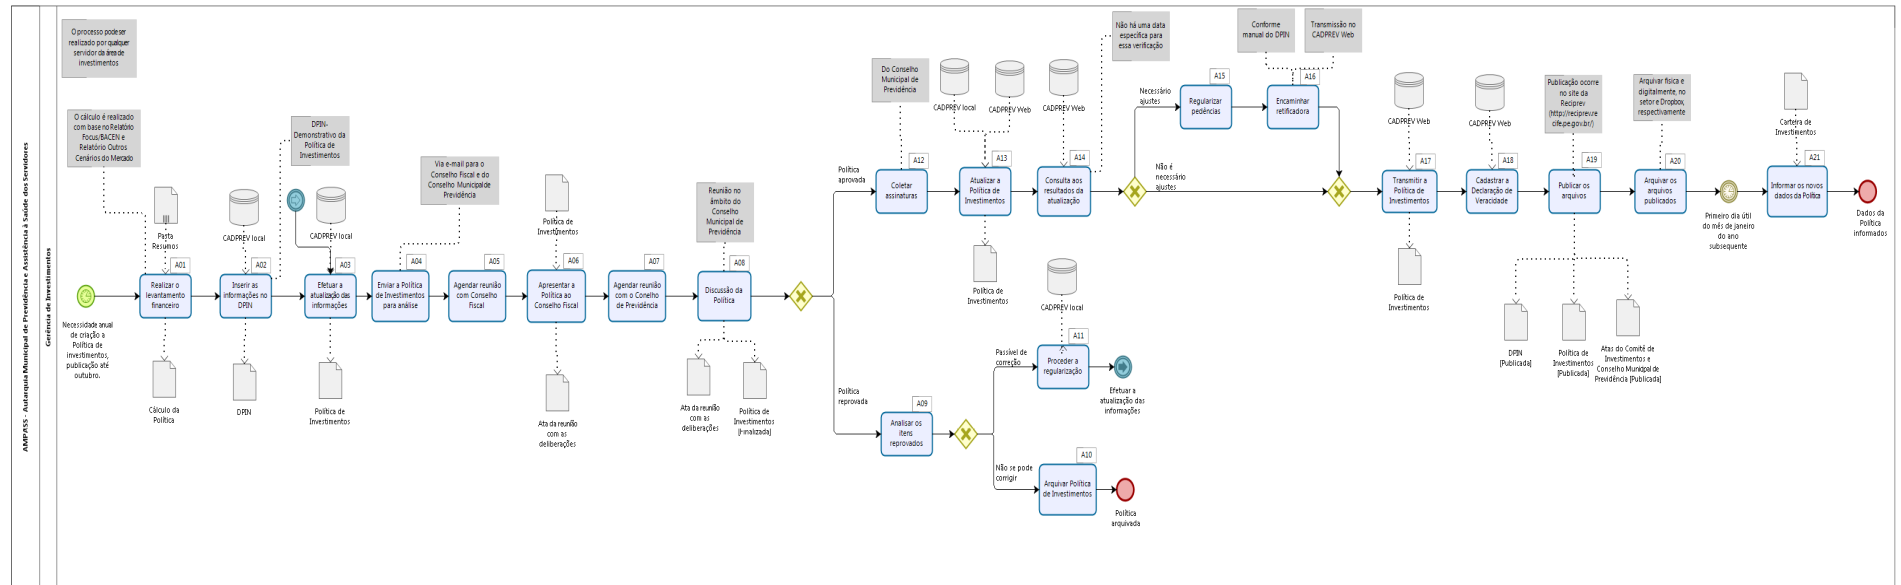 AMPASS - Autarquia Municipal de Previdência e Assistência à Saúde dos Servidores
Gerência de Investimentos
O processo pode ser
realizado por qualquer
servidor da área de
investimentos
O cálculo é realizado
com base no Relatório
Focus/BACEN e
Relatório Outros
Cenários do Mercado
Necessidade anual
de criação a
Política de
investimentos,
publicação até
outubro.
Pasta
Resumos
A01
Realizar o
levantamento
financeiro
Cálculo da
Política
CADPREV local
A02
Inserir as
informações no
DPIN
DPIN
DPIN-
Demonstrativo da
Política de
Investimentos
CADPREV local
A03
Efetuar a
atualização das
informações
Política de
Investimentos
Via e-mail para o
Conselho Fiscal e do
Conselho Municipal de
Previdência
A04
Enviar a Política
de Investimentos
para análise
A05
Agendar reunião
com Conselho
Fiscal
Política de
Investimentos
A06
Apresentar a
Política ao
Conselho Fiscal
Ata da reunião
com as
deliberações
A07
Agendar reunião
com o Conelho
de Previdência
Reunião no
âmbito do
Conselho
Municipal de
Previdência
A08
Discussão da
Política
Ata da reunião
com as
deliberações
Política de
Investimentos
[Finalizada]
Política
aprovada
Política
reprovada
Do Conselho
Municipal de
Previdência
A12
Coletar
assinaturas
CADPREV local
CADPREV Web
A13
Atualizar a
Política de
Investimentos
Política de
Investimentos
CADPREV Web
A14
Consulta aos
resultados da
atualização
Não há uma data
específica para
essa verificação
Necessário
ajustes
Não é
necessário
ajustes
A15
Regularizar
pedências
Conforme
manual do DPIN
Transmissão no
CADPREV Web
A16
Encaminhar
retificadora
CADPREV Web
A17
Transmitir a
Política de
Investimentos
Política de
Investimentos
CADPREV Web
A18
Cadastrar a
Declaração de
Veracidade
Publicação ocorre
no site da
Reciprev
(http://reciprev.re
cife.pe.gov.br/)
A19
Publicar os
arquivos
DPIN
[Publicada]
Política de
Investimentos
[Publicada]
Atas do Comitê de
Investimentos e
Conselho Municipal de
Previdência [Publicada]
Arquivar física e
digitalmente, no
setor e Dropbox,
respectivamente
A20
Arquivar os
arquivos
publicados
Primeiro dia útil
do mês de janeiro
do ano
subsequente
Carteira de
Investimentos
A21
Informar os novos
dados da Política
Dados da
Política
informados
A09
Analisar os
itens
reprovados
Passível de
correção
Não se pode
corrigir
CADPREV local
A11
Proceder a
regularização
Efetuar a
atualização das
informações
A10
Arquivar Política
de Investimentos
Política
arquivada